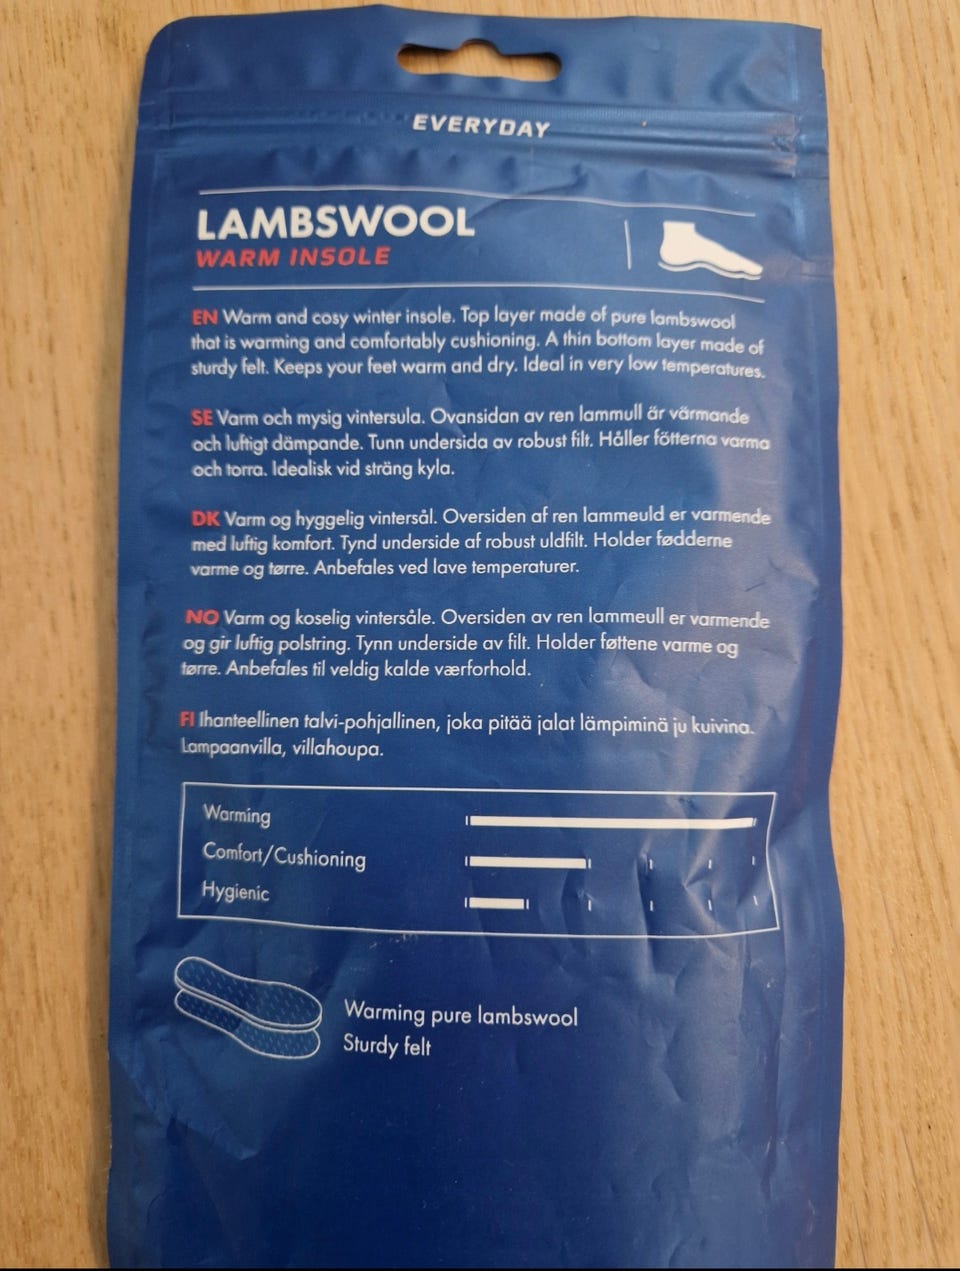 EVERYDAY
LAMBSWOOL
WARM INSOLE
EN Warm and cosy winter insole. Top layer made of pure lambswool
that is warming and comfortably cushioning. A thin bottom layer made of
sturdy felt. Keeps your feet warm and dry. Ideal in very low temperatures.
SE Varm och mysig vintersula. Ovansidan av ren lammull är värmande
och luftigt dämpande. Tunn undersida av robust filt. Håller fötterna varma
och torra. Idealisk vid sträng kyla.
DK Varm og hyggelig vintersål. Oversiden af ren lammeuld er varmende
med luftig komfort. Tynd underside af robust uldfilt. Holder fødderne
varme og tørre. Anbefales ved lave temperaturer.
NO Varm og koselig vintersåle. Oversiden av ren lammeull er varmende
og gir luftig polstring. Tynn underside av filt. Holder føttene varme og
tørre. Anbefales til veldig kalde værforhold.
FI Ihanteellinen talvi-pohjallinen, joka pitää jalat lämpiminä ju kuivina.
Lampaanvilla, villahoupa.
Warming
Comfort/Cushioning
Hygienic
Warming pure lambswool
Sturdy felt